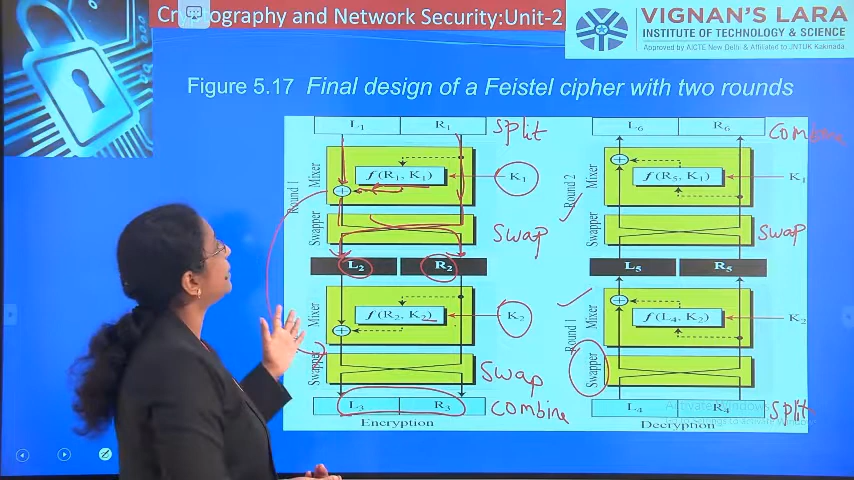 Cryptography and Network Security:Unit-2
VIGNAN'S LARA
INSTITUTE OF TECHNOLOGY & SCIENCE
Approved by AICTE New Delhi & Affiliated to JNTUK Kakinada
Figure 5.17 Final design of a Feistel cipher with two rounds
L1 R1 Split
Round 1
Mixer
f(R1, K1)
K1
Swapper
Swap
L2 R2
Mixer
f(R2, K2)
K2
Swapper
Swap
L3 R3 Combine
Encryption
L6 R6 Combine
Round 2
Mixer
f(R5, K1)
K1
Swapper
Swap
L5 R5
Round 1
Mixer
f(L4, K2)
K2
Swapper
L4 R4 Split
Decryption
Activate Windows